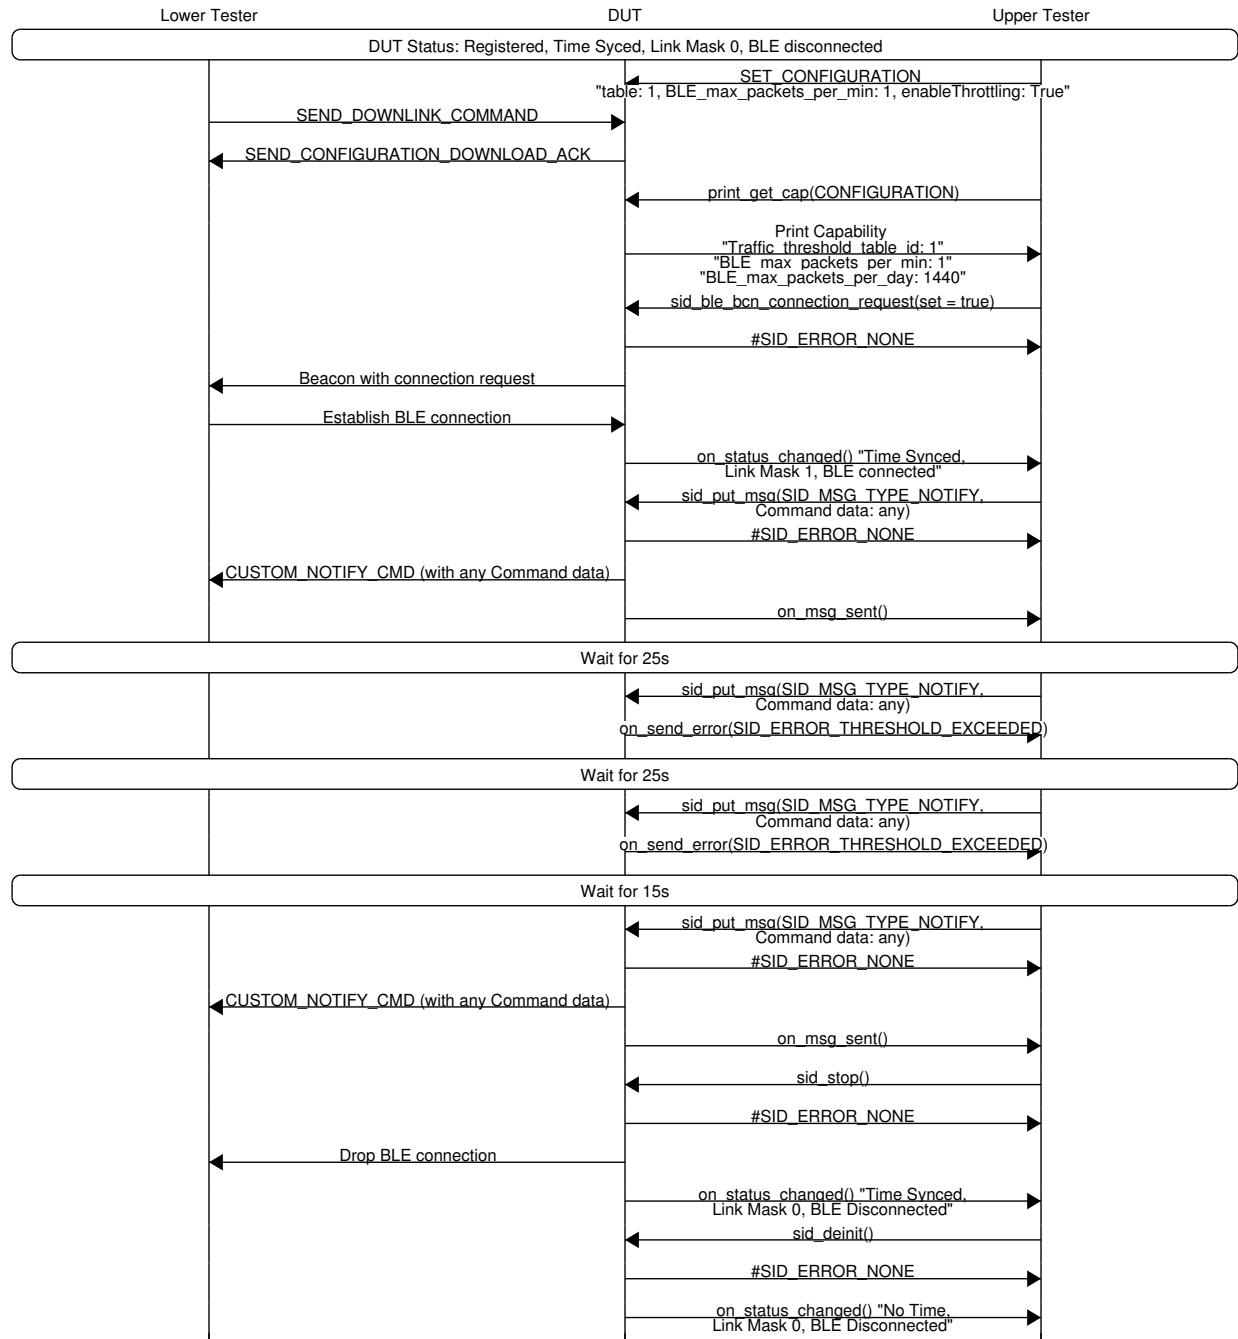 Lower Tester
DUT
Upper Tester
DUT Status: Registered, Time Syced, Link Mask 0, BLE disconnected
SET_CONFIGURATION
"table: 1, BLE_max_packets_per_min: 1, enableThrottling: True"
SEND_DOWNLINK_COMMAND
SEND_CONFIGURATION_DOWNLOAD_ACK
print_get_cap(CONFIGURATION)
Print Capability
"Traffic_threshold_table_id: 1"
"BLE_max_packets_per_min: 1"
"BLE_max_packets_per_day: 1440"
sid_ble_bcn_connection_request(set = true)
#SID_ERROR_NONE
Beacon with connection request
Establish BLE connection
on_status_changed() "Time Synced,
Link Mask 1, BLE connected"
sid_put_msg(SID_MSG_TYPE_NOTIFY,
Command data: any)
#SID_ERROR_NONE
CUSTOM_NOTIFY_CMD (with any Command data)
on_msg_sent()
Wait for 25s
sid_put_msg(SID_MSG_TYPE_NOTIFY,
Command data: any)
on_send_error(SID_ERROR_THRESHOLD_EXCEEDED)
Wait for 25s
sid_put_msg(SID_MSG_TYPE_NOTIFY,
Command data: any)
on_send_error(SID_ERROR_THRESHOLD_EXCEEDED)
Wait for 15s
sid_put_msg(SID_MSG_TYPE_NOTIFY,
Command data: any)
#SID_ERROR_NONE
CUSTOM_NOTIFY_CMD (with any Command data)
on_msg_sent()
sid_stop()
#SID_ERROR_NONE
Drop BLE connection
on_status_changed() "Time Synced,
Link Mask 0, BLE Disconnected"
sid_deinit()
#SID_ERROR_NONE
on_status_changed() "No Time,
Link Mask 0, BLE Disconnected"